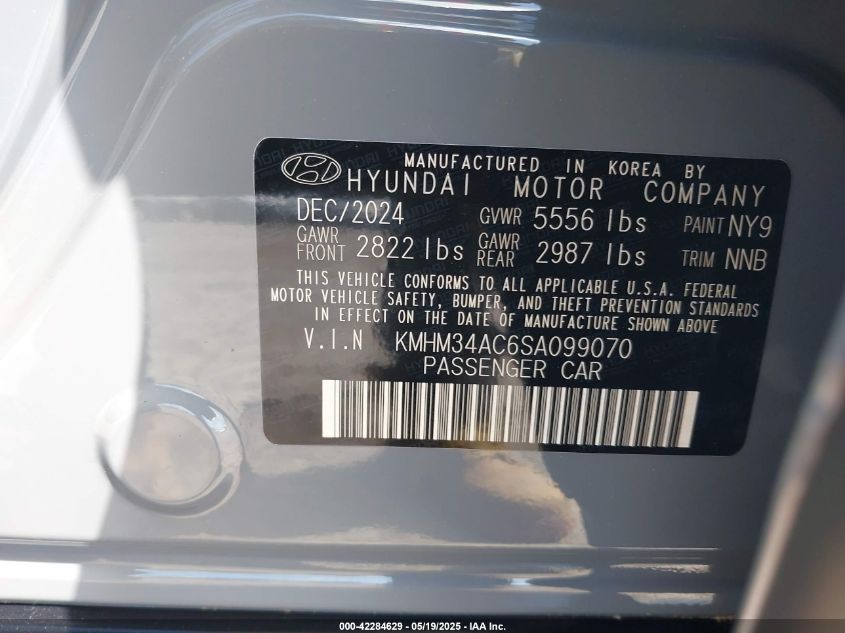 MANUFACTURED IN KOREA BY
HYUNDAI MOTOR COMPANY
DEC/2024 GVWR 5556 lbs PAINT NY9
GAWR FRONT 2822 lbs GAWR REAR 2987 lbs TRIM NNB
THIS VEHICLE CONFORMS TO ALL APPLICABLE U.S.A. FEDERAL
MOTOR VEHICLE SAFETY, BUMPER, AND THEFT PREVENTION STANDARDS
IN EFFECT ON THE DATE OF MANUFACTURE SHOWN ABOVE
V.I.N KMHM34AC6SA099070
PASSENGER CAR
000-42284629 - 05/19/2025 - IAA Inc.